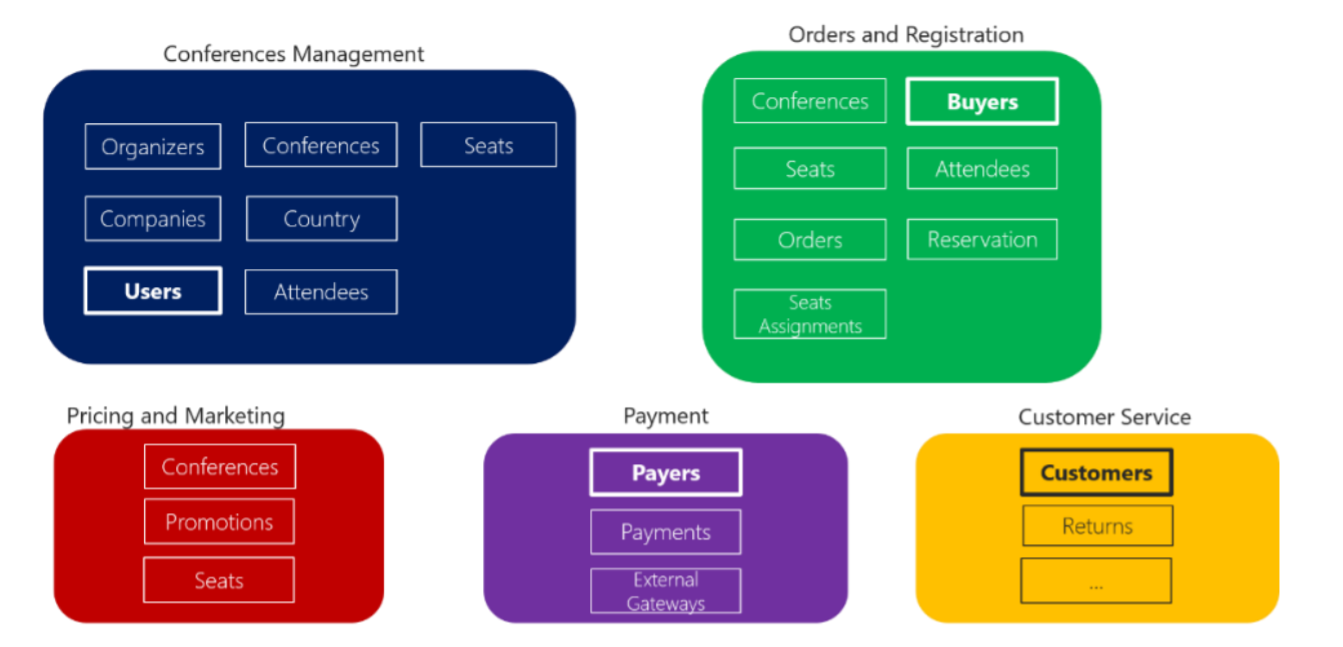 Conferences Management
Organizers
Conferences
Seats
Companies
Country
Users
Attendees
Orders and Registration
Conferences
Buyers
Seats
Attendees
Orders
Reservation
Seats
Assignments
Pricing and Marketing
Conferences
Promotions
Seats
Payment
Payers
Payments
External
Gateways
Customer Service
Customers
Returns
...